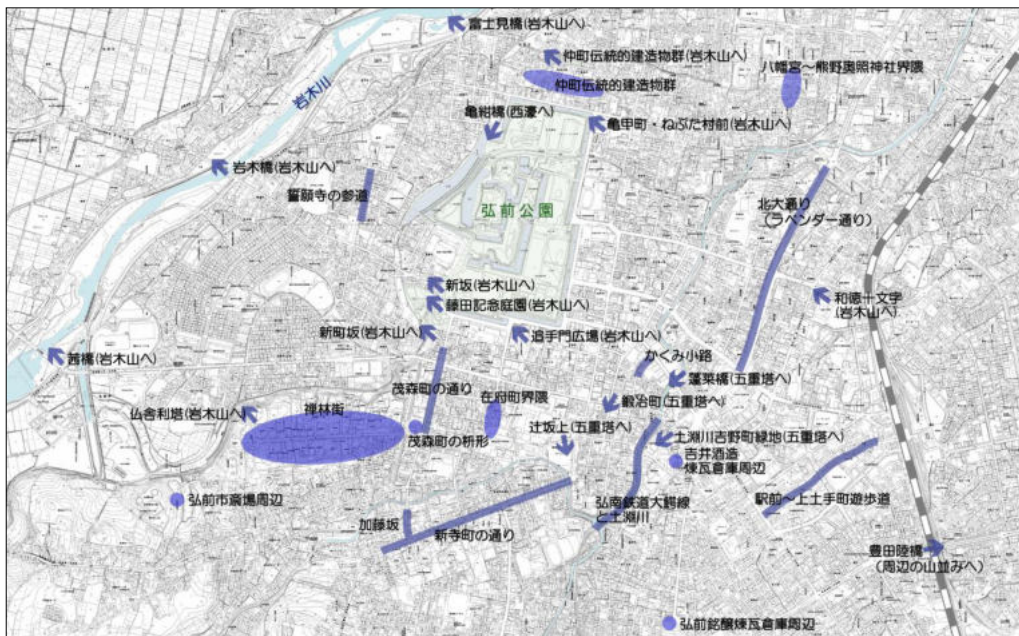 富士見橋(岩木山へ)
仲町伝統的建造物群(岩木山へ)
八幡宮～熊野奥照神社界隈
仲町伝統的建造物群
岩木川
亀紺橋(西濠へ)
亀甲町・ねぷた村前(岩木山へ)
岩木橋(岩木山へ)
誓願寺の参道
弘前公園
北大通り
(ラベンダー通り)
新坂(岩木山へ)
藤田記念庭園(岩木山へ)
和徳十文字
(岩木山へ)
新町坂(岩木山へ)
追手門広場(岩木山へ)
茜橋(岩木山へ)
かくみ小路
茂森町の通り
蓬莱橋(五重塔へ)
在府町界隈
鍛冶町(五重塔へ)
仏舎利塔(岩木山へ)
禅林街
茂森町の枡形
辻坂上(五重塔へ)
土淵川吉野町緑地(五重塔へ)
吉井酒造
煉瓦倉庫周辺
弘前市斎場周辺
弘南鉄道大鰐線
と土淵川
駅前～上土手町遊歩道
加藤坂
新寺町の通り
豊田陸橋
(周辺の山並みへ)
弘前銘醸煉瓦倉庫周辺